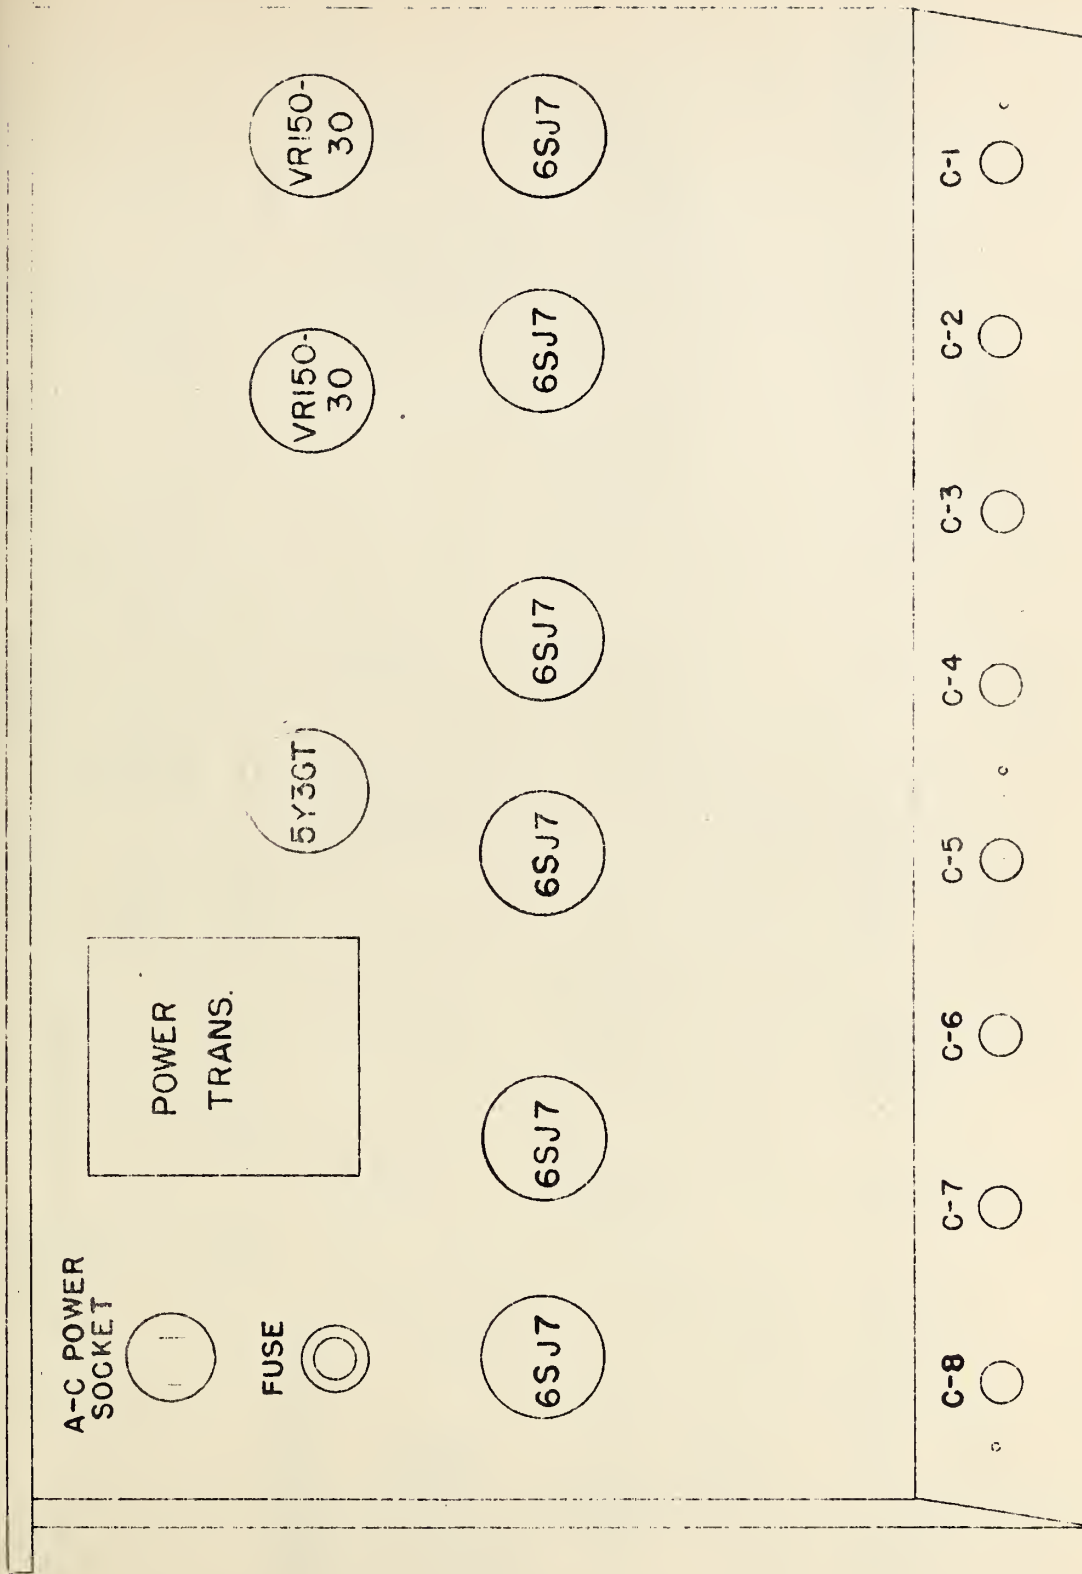 A-C POWER
SOCKET
FUSE
POWER
TRANS.
5Y3GT
VR150-
30
VR150-
30
6SJ7
6SJ7
6SJ7
6SJ7
6SJ7
6SJ7
C-8
C-7
C-6
C-5
C-4
C-3
C-2
C-1